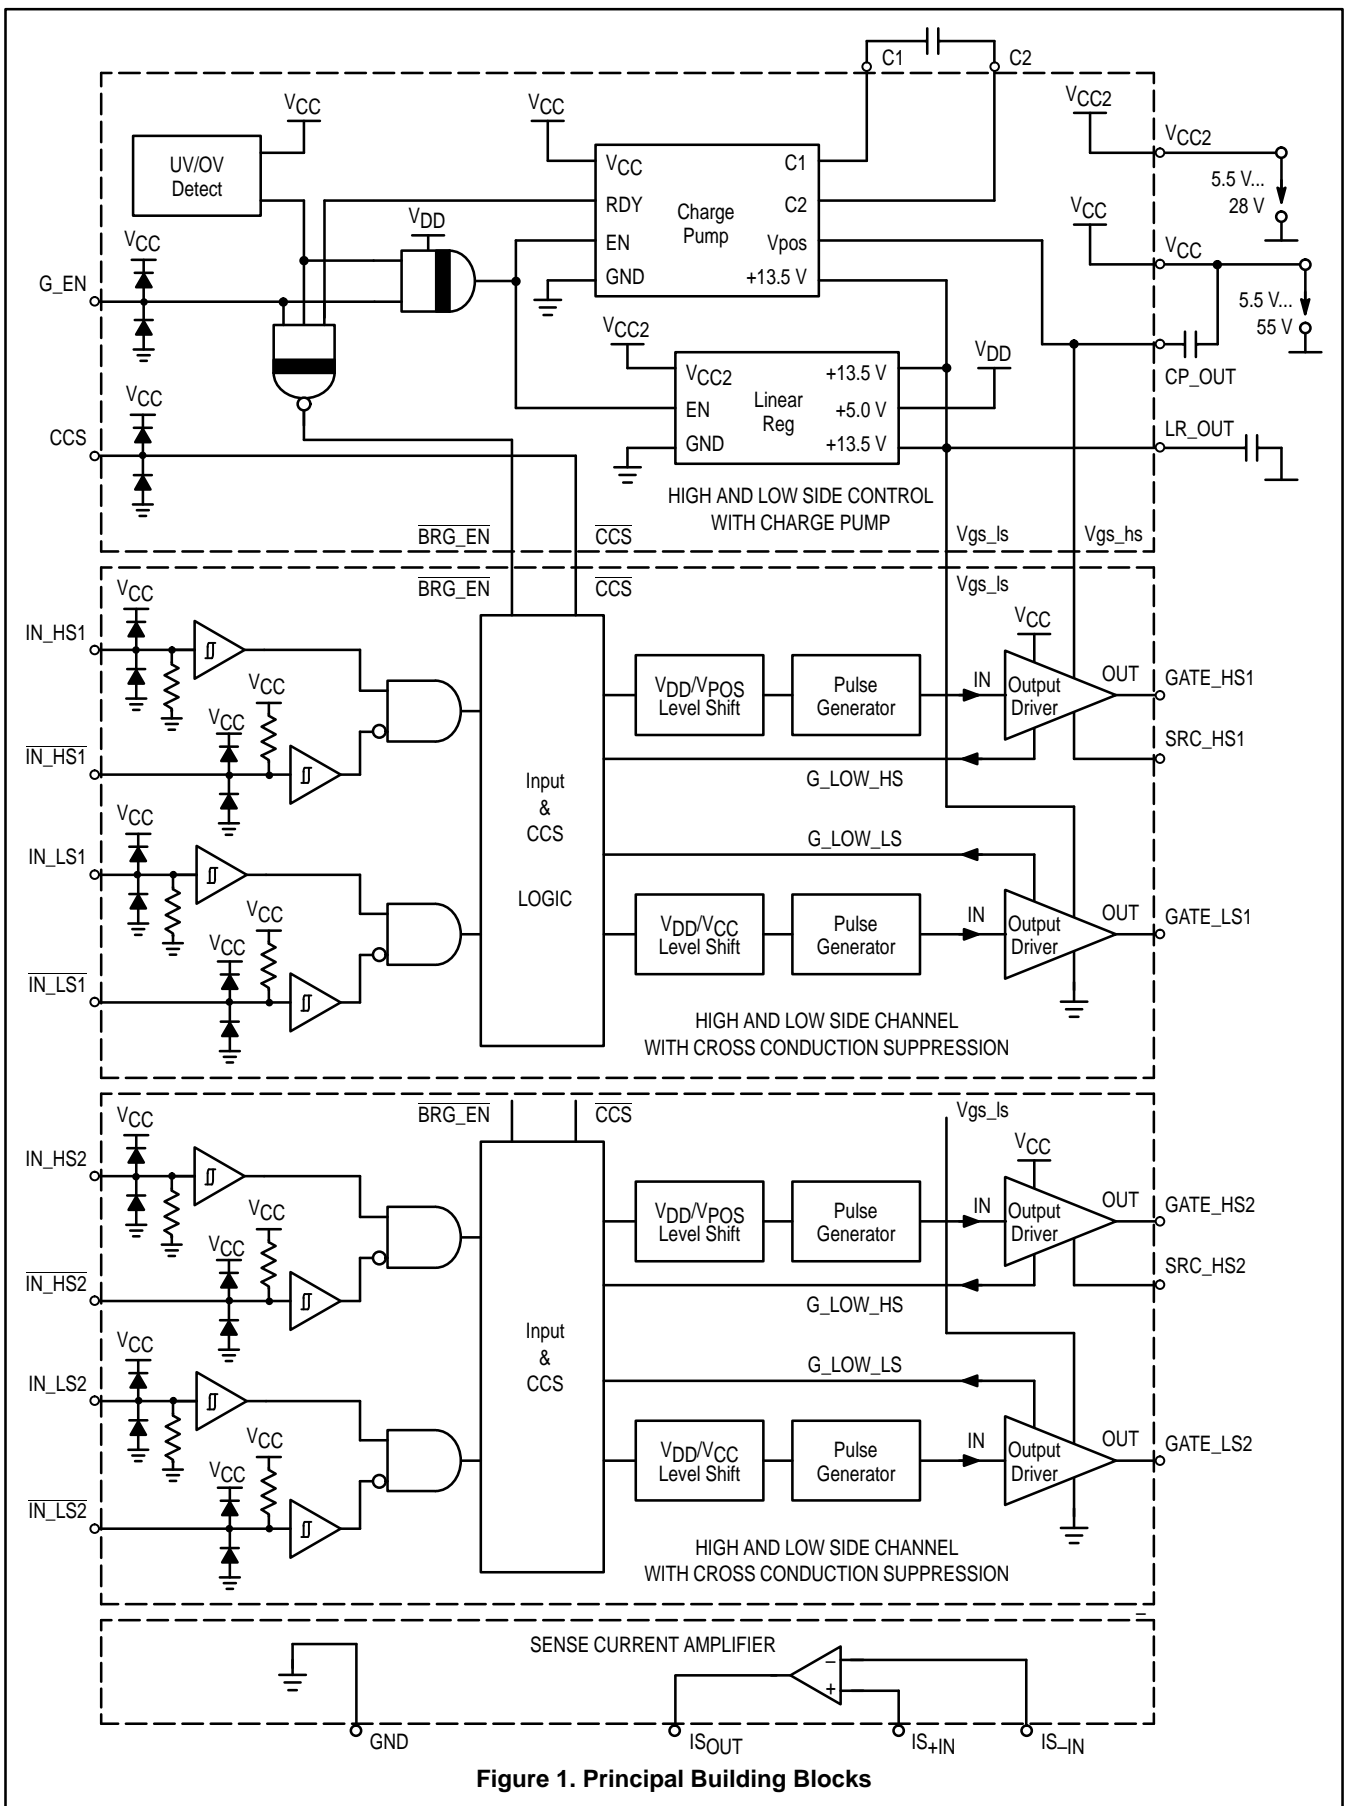 C1
C2
VCC
VCC
VCC2
VCC2
UV/OV
Detect
VCC
C1
RDY
Charge
Pump
C2
EN
Vpos
GND
+13.5 V
5.5 V...
28 V
VCC
VCC
5.5 V...
55 V
VCC
G_EN
VDD
VCC2
VDD
VCC2
+13.5 V
EN
Linear
Reg
+5.0 V
GND
+13.5 V
CP_OUT
LR_OUT
VCC
CCS
HIGH AND LOW SIDE CONTROL
WITH CHARGE PUMP
BRG_EN
CCS
Vgs_ls
Vgs_hs
BRG_EN
CCS
Vgs_ls
VCC
IN_HS1
VCC
VCC
IN_HS1
VDD/VPOS
Level Shift
Pulse
Generator
IN
VCC
Output
Driver
OUT
GATE_HS1
SRC_HS1
G_LOW_HS
Input
&
CCS
LOGIC
VCC
IN_LS1
VCC
VCC
IN_LS1
G_LOW_LS
VDD/VCC
Level Shift
Pulse
Generator
IN
Output
Driver
OUT
GATE_LS1
HIGH AND LOW SIDE CHANNEL
WITH CROSS CONDUCTION SUPPRESSION
BRG_EN
CCS
Vgs_ls
VCC
IN_HS2
VCC
VCC
IN_HS2
VDD/VPOS
Level Shift
Pulse
Generator
IN
VCC
Output
Driver
OUT
GATE_HS2
SRC_HS2
G_LOW_HS
Input
&
CCS
VCC
IN_LS2
VCC
VCC
IN_LS2
G_LOW_LS
VDD/VCC
Level Shift
Pulse
Generator
IN
Output
Driver
OUT
GATE_LS2
HIGH AND LOW SIDE CHANNEL
WITH CROSS CONDUCTION SUPPRESSION
SENSE CURRENT AMPLIFIER
–
+
GND
ISOUT
IS+IN
IS–IN
Figure 1. Principal Building Blocks